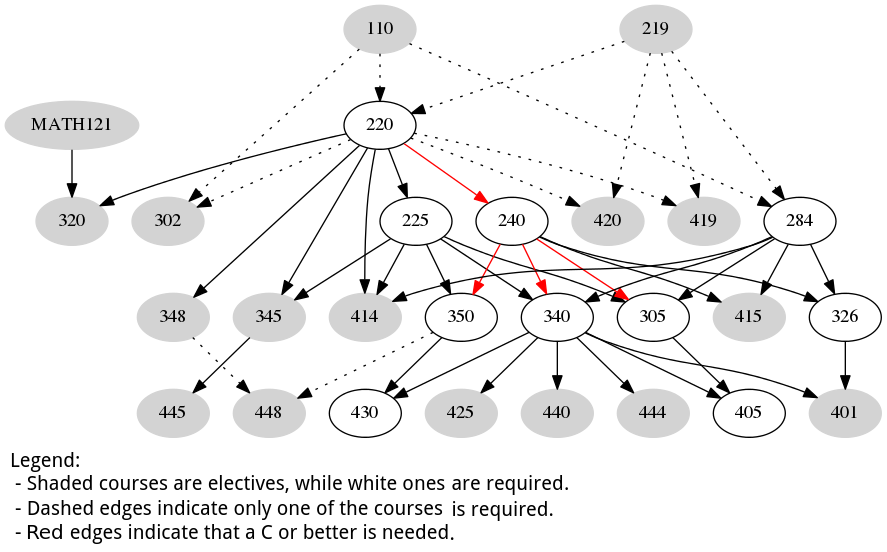 110 219
MATH121 220
320 302 225 240 420 419 284
348 345 414 350 340 305 415 326
445 448 430 425 440 444 405 401
Legend:
- Shaded courses are electives, while white ones are required.
- Dashed edges indicate only one of the courses is required.
- Red edges indicate that a C or better is needed.